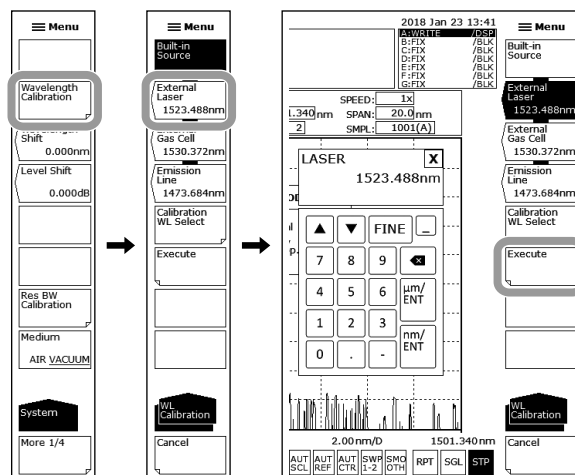 Menu
Wavelength
Calibration
Shift
0.000nm
Level Shift
0.000dB
Res BW
Calibration
Medium
AIR VACUUM
System
More 1/4
Menu
Built-in
Source
External
Laser
1523.488nm
Gas Cell
1530.372nm
Emission
Line
1473.684nm
Calibration
WL Select
Execute
WL
Calibration
Cancel
2018 Jan 23 13:41
A:WRITE /DSP
B:FIX /BLK
C:FIX /BLK
D:FIX /BLK
E:FIX /BLK
F:FIX /BLK
G:FIX /BLK
SPEED: 1x
1.340 nm SPAN: 20.0 nm
2] SMPL: 1001(A)
LASER X
1523.488nm
▲ ▼ FINE _
7 8 9
4 5 6 µm/
ENT
1 2 3 nm/
ENT
0 . -
2.00nm/D 1501.340nm
AUT
SCL
AUT
REF
AUT
CTR
SWP
1-2
SMO
OTH
RPT SGL STP
Menu
Built-in
Source
External
Laser
1523.488nm
External
Gas Cell
1530.372nm
Emission
Line
1473.684nm
Calibration
WL Select
Execute
WL
Calibration
Cancel